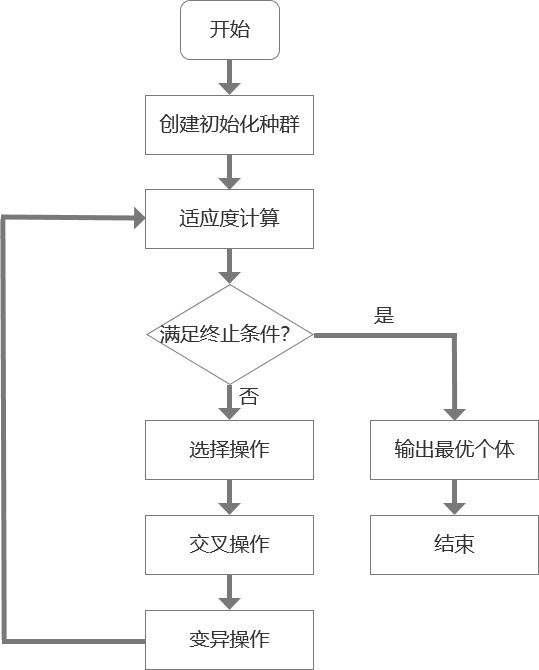 开始
创建初始化种群
适应度计算
满足终止条件?
是
否
选择操作
输出最优个体
交叉操作
结束
变异操作